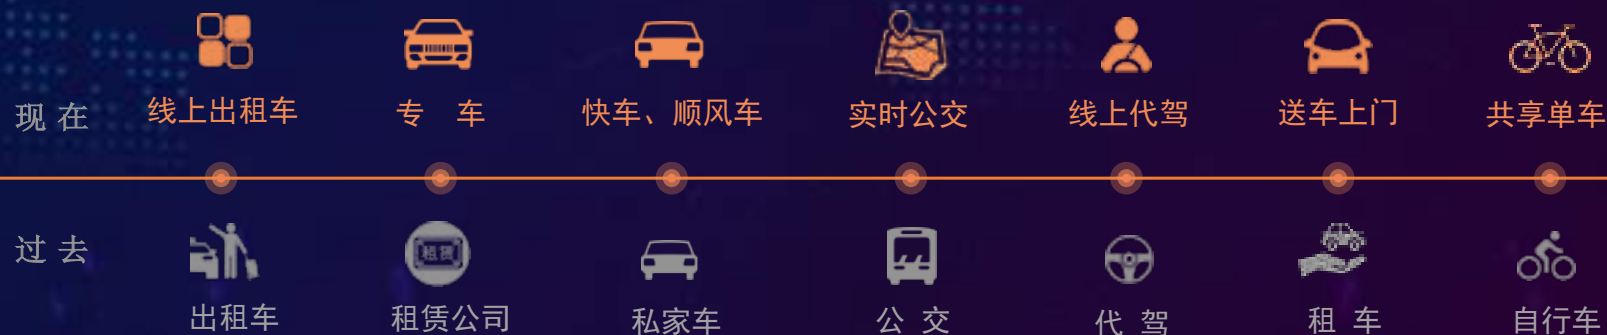 现在 线上出租车 专 车 快车、顺风车 实时公交 线上代驾 送车上门 共享单车
过去
租赁
出租车 租赁公司 私家车 公 交 代 驾 租 车 自行车